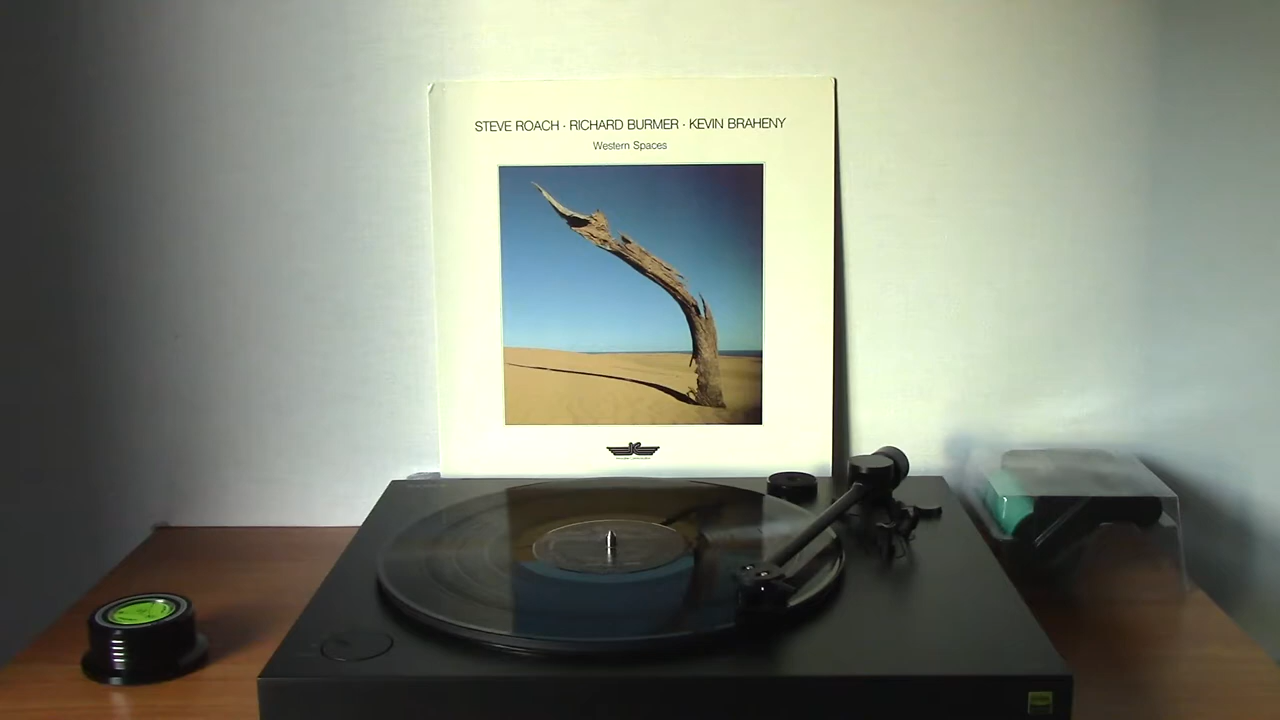 STEVE ROACH · RICHARD BURMER · KEVIN BRAHENY
Western Spaces